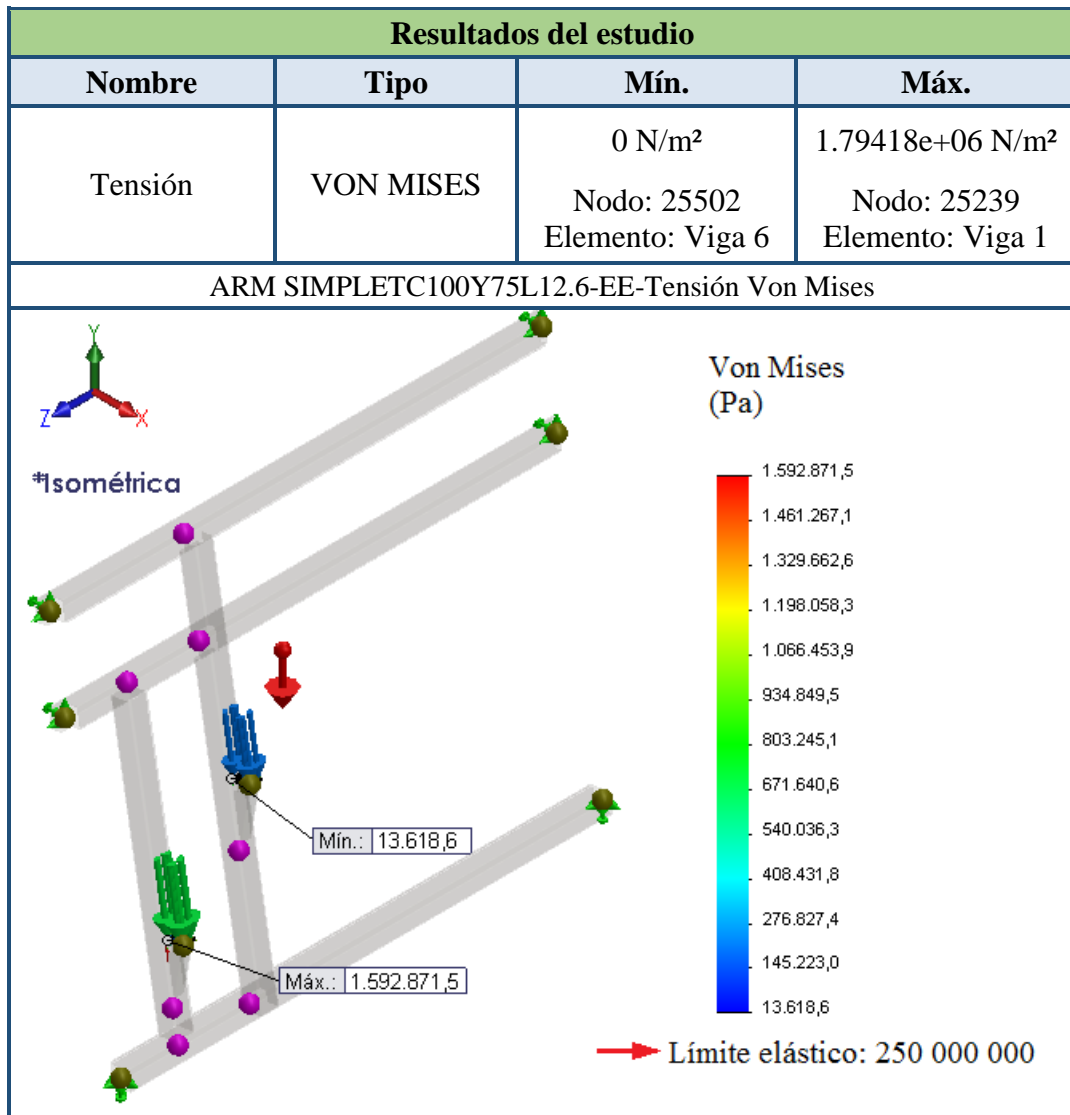 Resultados del estudio
Nombre Tipo Mín. Máx.
Tensión VON MISES
0 N/m²
Nodo: 25502
Elemento: Viga 6
1.79418e+06 N/m²
Nodo: 25239
Elemento: Viga 1
ARM SIMPLETC100Y75L12.6-EE-Tensión Von Mises
Y
Z
X
*Isométrica
Mín.: 13.618,6
Máx.: 1.592.871,5
Von Mises
(Pa)
1.592.871,5
1.461.267,1
1.329.662,6
1.198.058,3
1.066.453,9
934.849,5
803.245,1
671.640,6
540.036,3
408.431,8
276.827,4
145.223,0
13.618,6
Límite elástico: 250 000 000